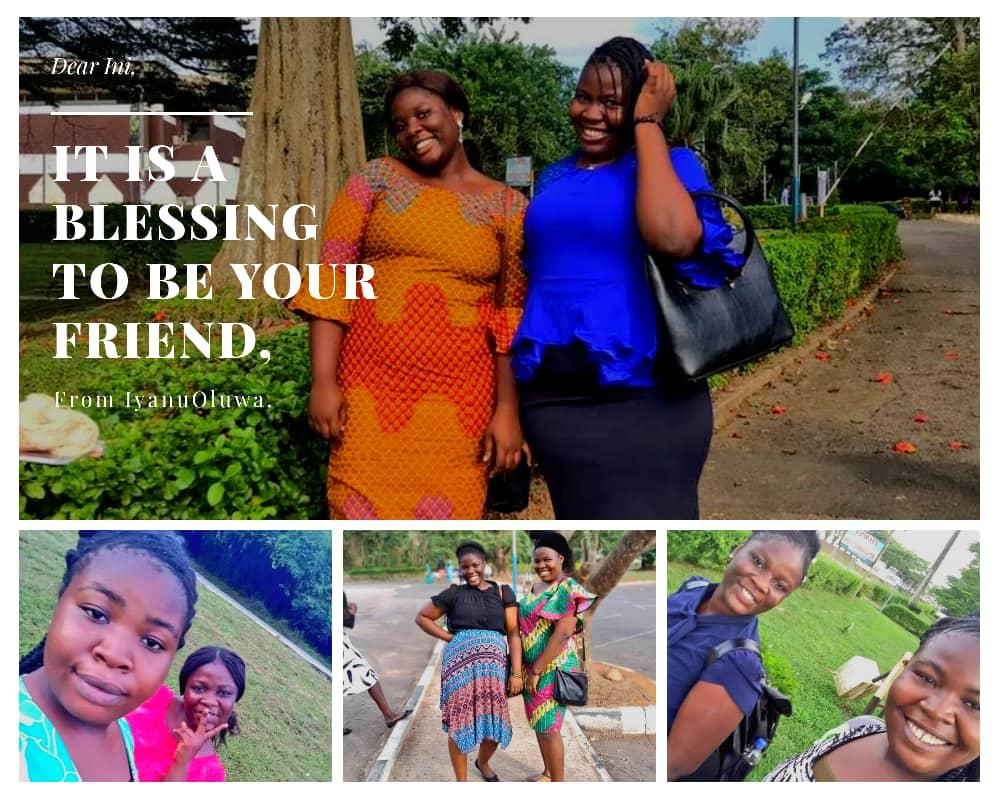 Dear Ini,
IT IS A
BLESSING
TO BE YOUR
FRIEND,
From IyanuOluwa.